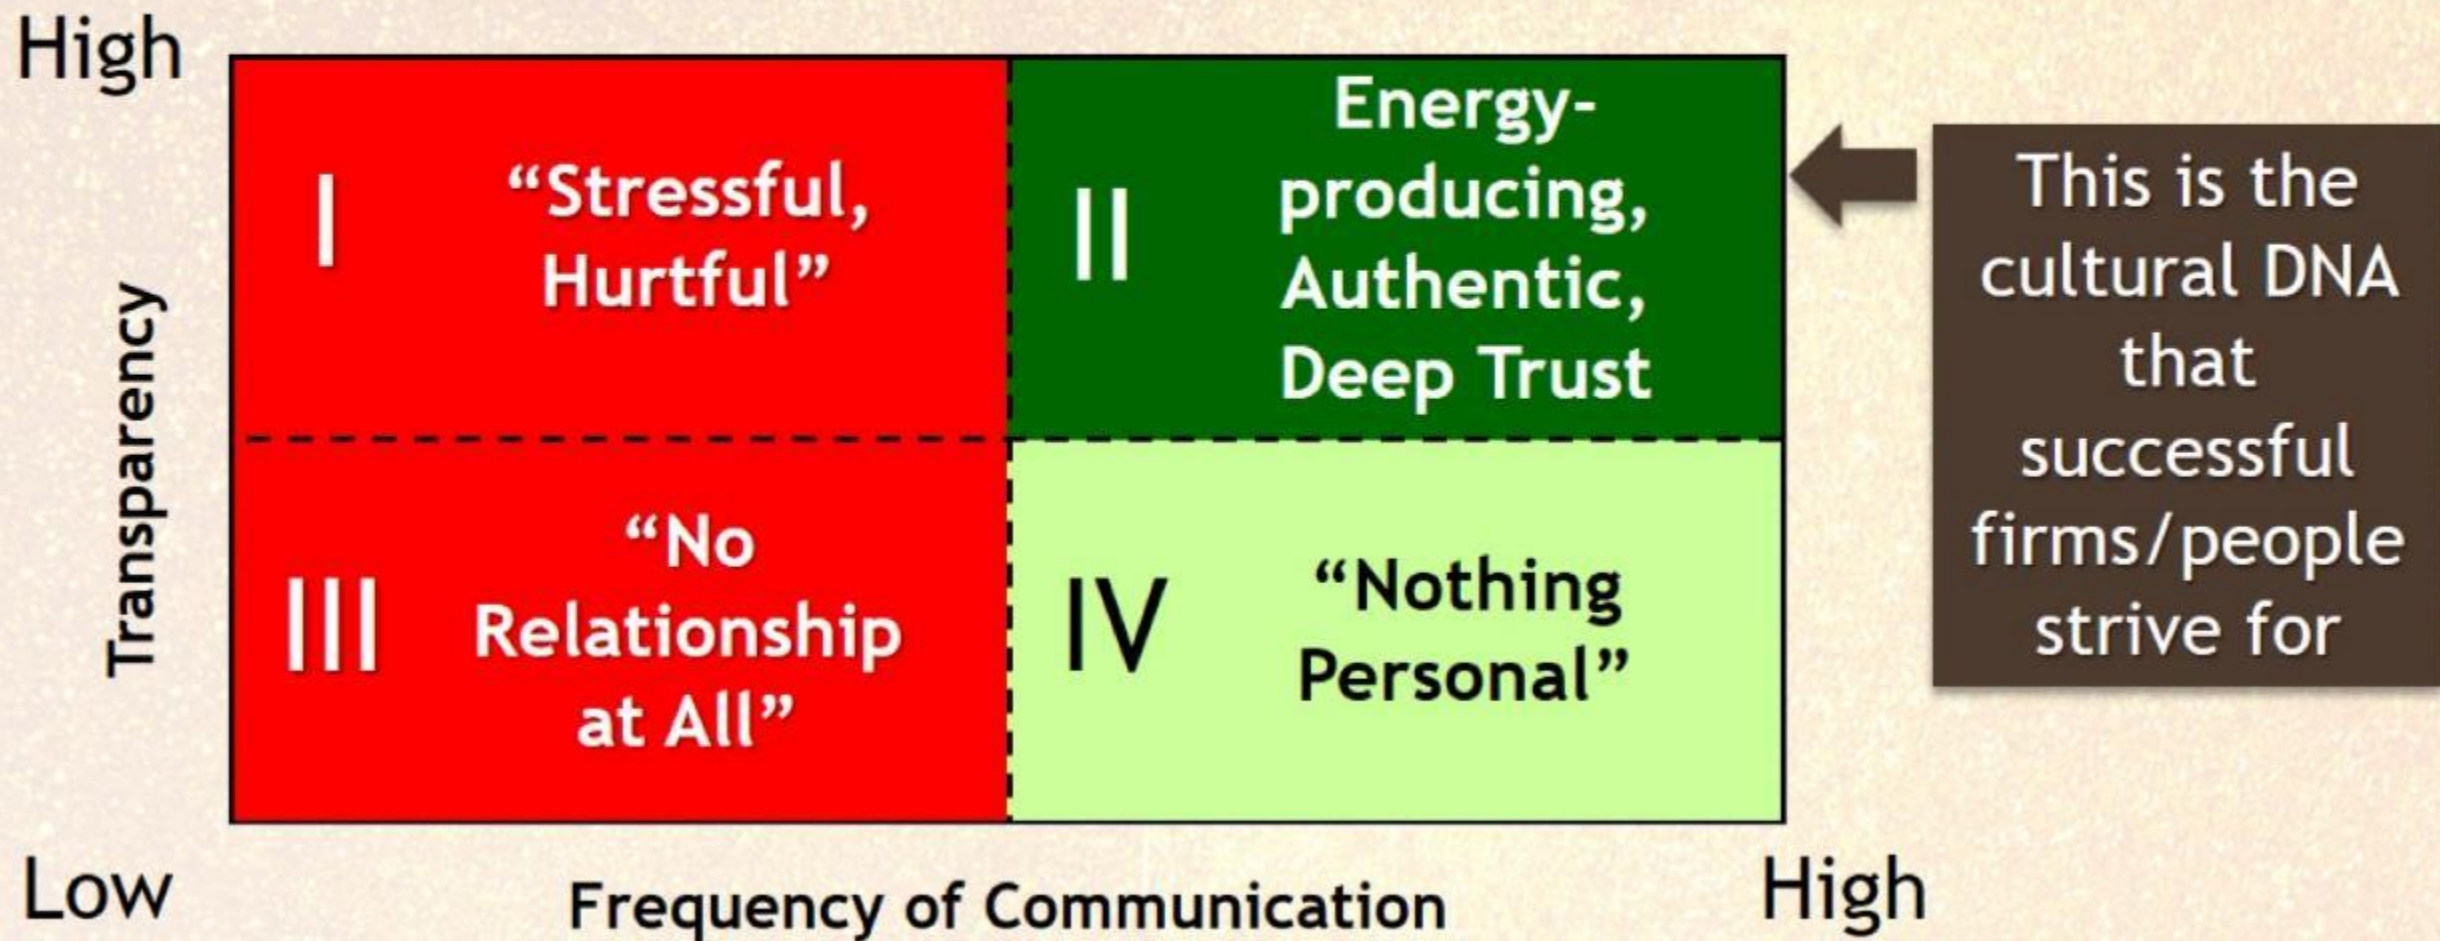 High
Transparency
I
“Stressful,
Hurtful”
II
Energy-
producing,
Authentic,
Deep Trust
III
“No
Relationship
at All”
IV
“Nothing
Personal”
This is the
cultural DNA
that
successful
firms/people
strive for
Low
Frequency of Communication
High